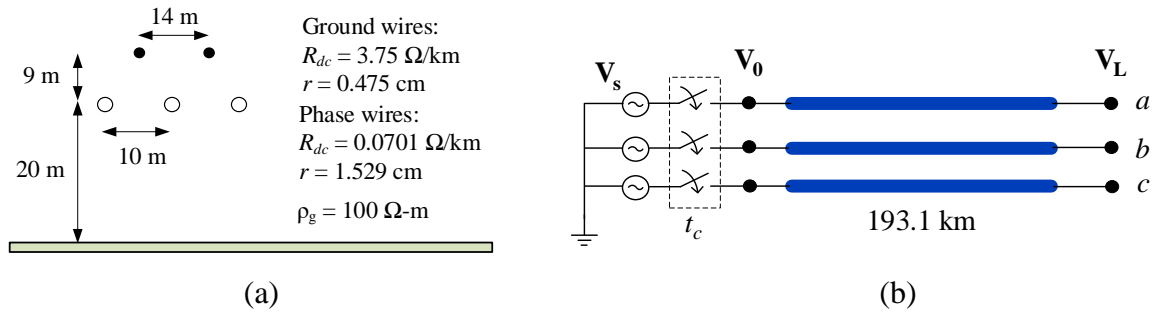 14 m
9 m
10 m
20 m
Ground wires:
R_dc = 3.75 Ω/km
r = 0.475 cm
Phase wires:
R_dc = 0.0701 Ω/km
r = 1.529 cm
ρ_g = 100 Ω-m
(a)
V_s
V_0
V_L
a
b
c
t_c
193.1 km
(b)